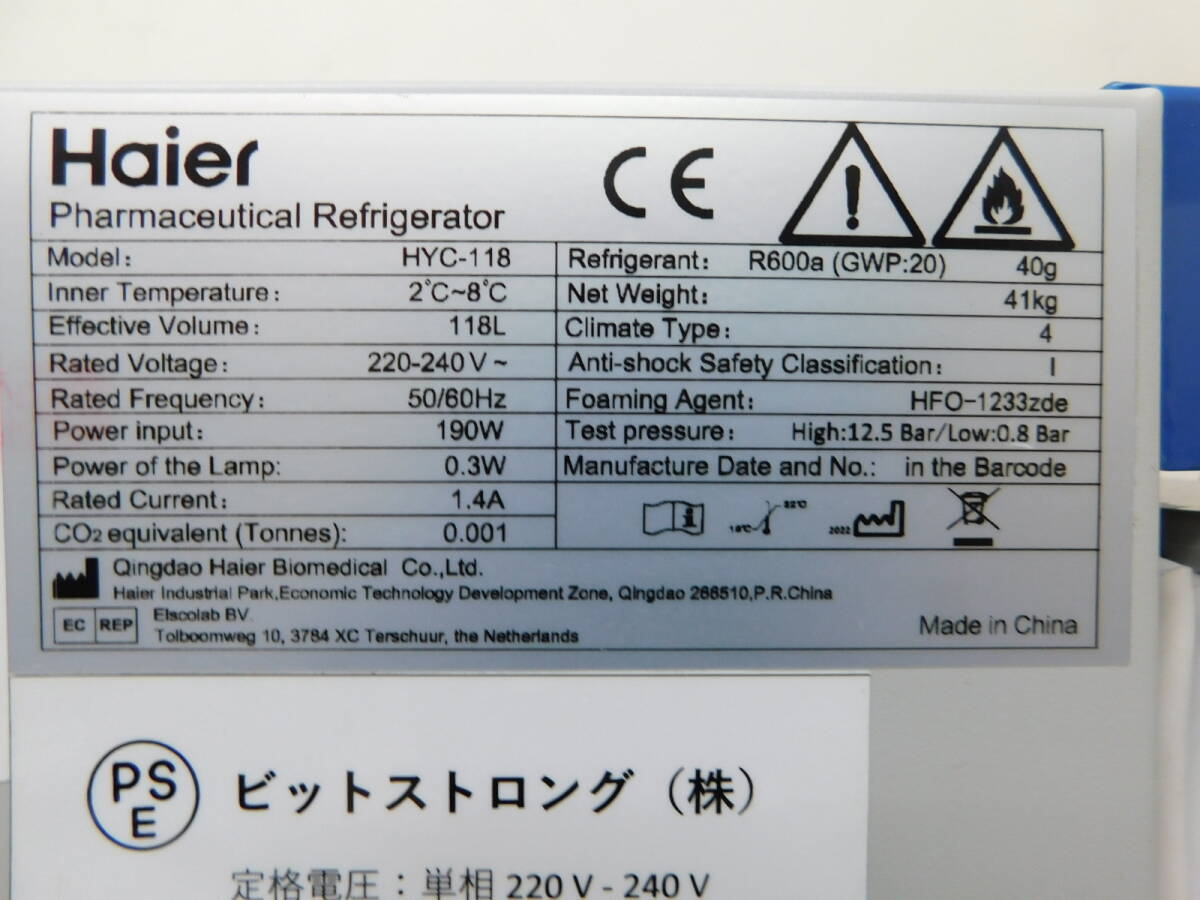 Haier
Pharmaceutical Refrigerator
CE
Model: HYC-118
Inner Temperature: 2°C~8°C
Effective Volume: 118L
Rated Voltage: 220-240V~
Rated Frequency: 50/60Hz
Power input: 190W
Power of the Lamp: 0.3W
Rated Current: 1.4A
CO2 equivalent (Tonnes): 0.001
Refrigerant: R600a (GWP:20) 40g
Net Weight: 41kg
Climate Type: 4
Anti-shock Safety Classification: I
Foaming Agent: HFO-1233zde
Test pressure: High:12.5 Bar/Low:0.8 Bar
Manufacture Date and No.: in the Barcode
2022
Qingdao Haier Biomedical Co.,Ltd.
Haier Industrial Park,Economic Technology Development Zone, Qingdao 266510,P.R.China
EC REP
Elscolab BV.
Tolboomweg 10, 3784 XC Terschuur, the Netherlands
Made in China
PSE
ビットストロング（株）
定格電圧：単相 220 V - 240 V